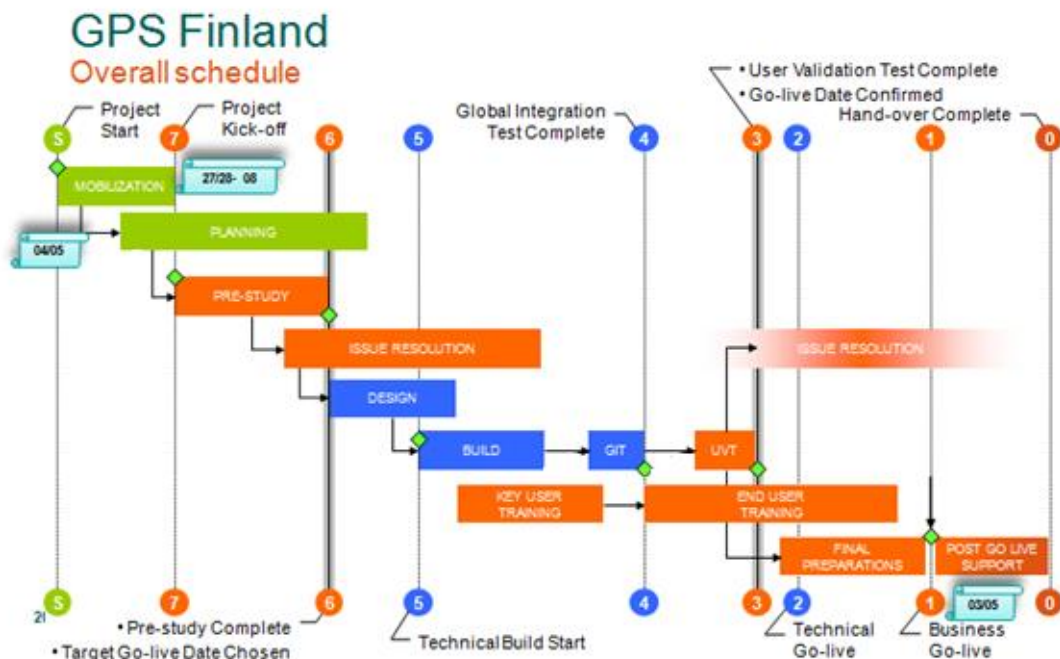 GPS Finland
Overall schedule
Project
Start
Project
Kick-off
Global Integration
Test Complete
• User Validation Test Complete
• Go-live Date Confirmed
Hand-over Complete
S
7
6
5
4
3
2
1
0
MOBILIZATION
27/28- 08
04/05
PLANNING
PRE-STUDY
ISSUE RESOLUTION
ISSUE RESOLUTION
DESIGN
BUILD
GIT
UVT
KEY USER
TRAINING
END USER
TRAINING
FINAL
PREPARATIONS
POST GO LIVE
SUPPORT
03/05
S
7
6
5
4
3
2
1
0
• Pre-study Complete
• Target Go-live Date Chosen
Technical Build Start
Technical
Go-live
Business
Go-live